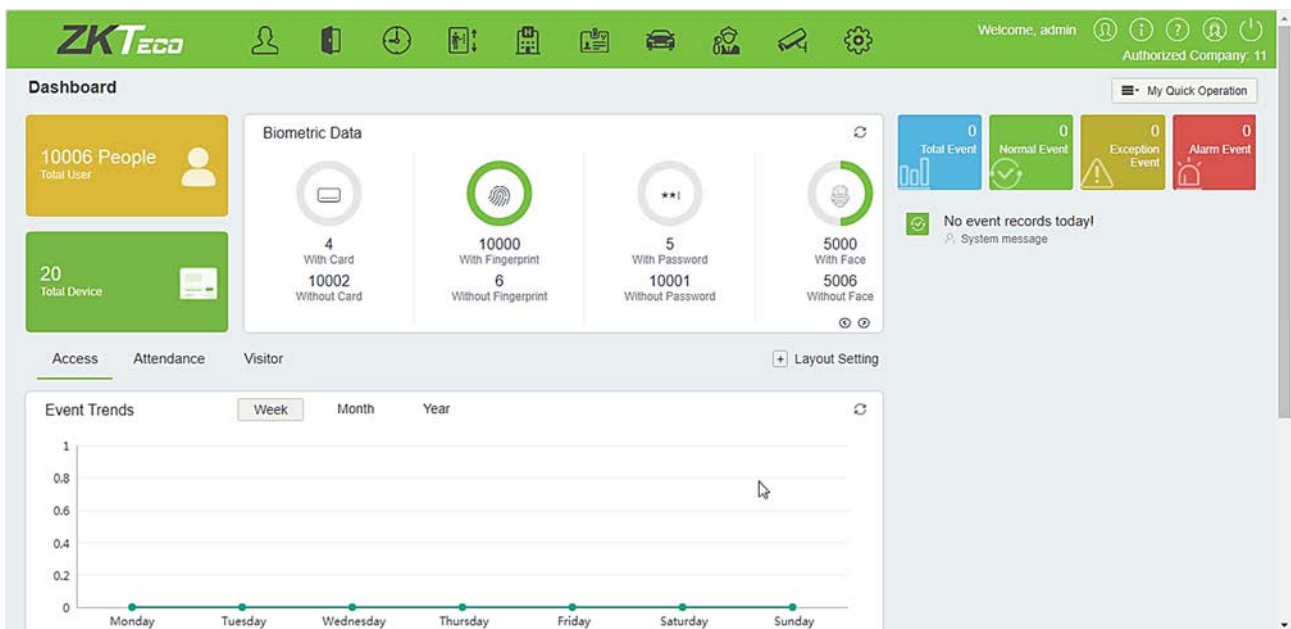 ZKTECO
Welcome, admin
Authorized Company: 11
Dashboard
My Quick Operation
10006 People
Total User
20
Total Device
Biometric Data
4
With Card
10002
Without Card
10000
With Fingerprint
6
Without Fingerprint
5
With Password
10001
Without Password
5000
With Face
5006
Without Face
0
Total Event
0
Normal Event
0
Exception
Event
0
Alarm Event
No event records today!
System message
Access Attendance Visitor
Layout Setting
Event Trends Week Month Year
1
0.8
0.6
0.4
0.2
0
Monday Tuesday Wednesday Thursday Friday Saturday Sunday